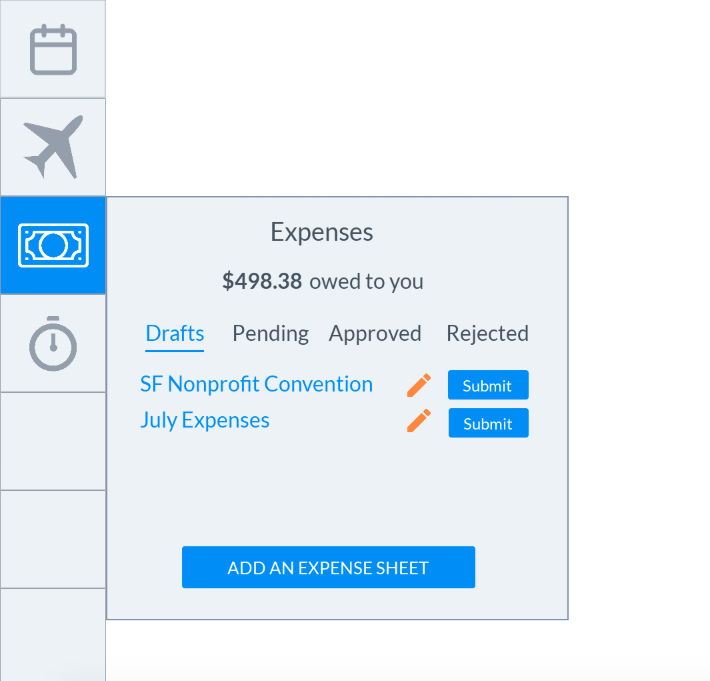 Expenses
$498.38 owed to you
Drafts Pending Approved Rejected
SF Nonprofit Convention Submit
July Expenses Submit
ADD AN EXPENSE SHEET